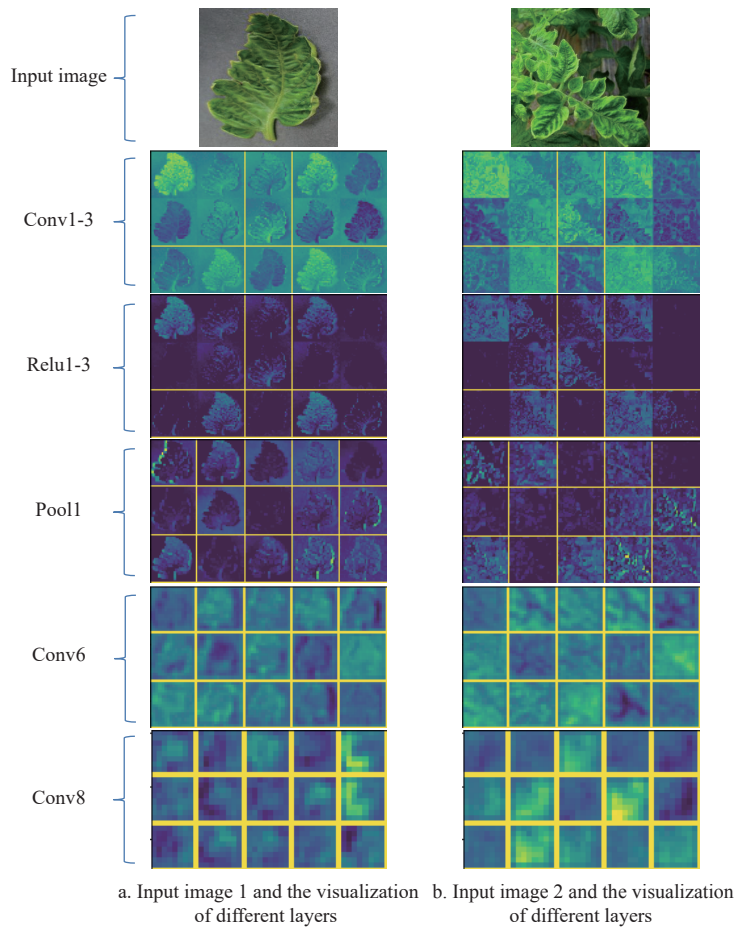 Input image
Conv1-3
Relu1-3
Pool1
Conv6
Conv8
a. Input image 1 and the visualization
of different layers
b. Input image 2 and the visualization
of different layers